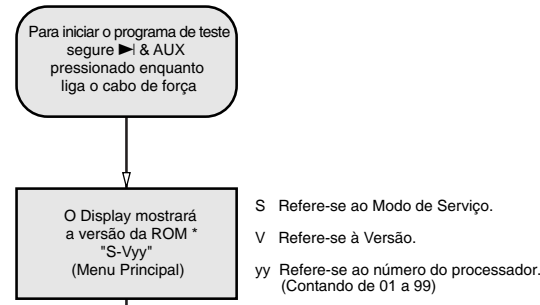 Para iniciar o programa de teste
segure ▶| & AUX
pressionado enquanto
liga o cabo de força
O Display mostrará
a versão da ROM *
"S-Vyy"
(Menu Principal)
S Refere-se ao Modo de Serviço.
V Refere-se à Versão.
yy Refere-se ao número do processador.
(Contando de 01 a 99)